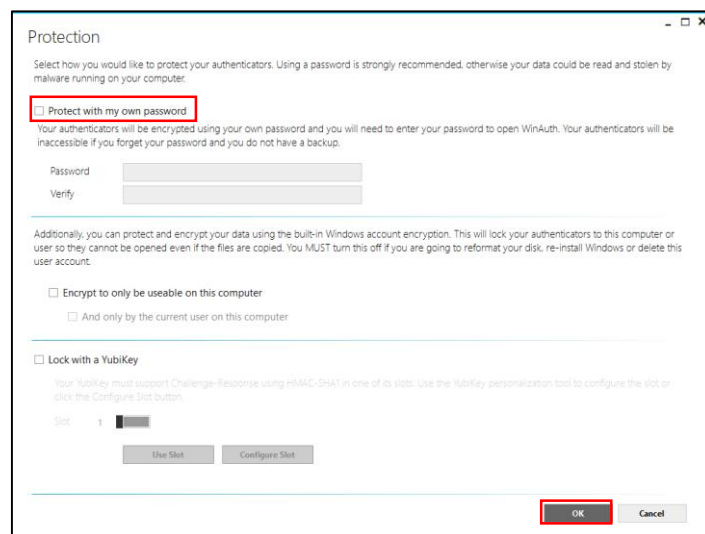 Protection
Select how you would like to protect your authenticators. Using a password is strongly recommended, otherwise your data could be read and stolen by
malware running on your computer.
Protect with my own password
Your authenticators will be encrypted using your own password and you will need to enter your password to open WinAuth. Your authenticators will be
inaccessible if you forget your password and you do not have a backup.
Password
Verify
Additionally, you can protect and encrypt your data using the built-in Windows account encryption. This will lock your authenticators to this computer or
user so they cannot be opened even if the files are copied. You MUST turn this off if you are going to reformat your disk, re-install Windows or delete this
user account.
Encrypt to only be useable on this computer
And only by the current user on this computer
Lock with a YubiKey
Your YubiKey must support Challenge-Response using HMAC-SHA1 in one of its slots. Use the YubiKey personalization tool to configure the slot or
click the Configure Slot button.
Slot 1
Use Slot Configure Slot
OK Cancel